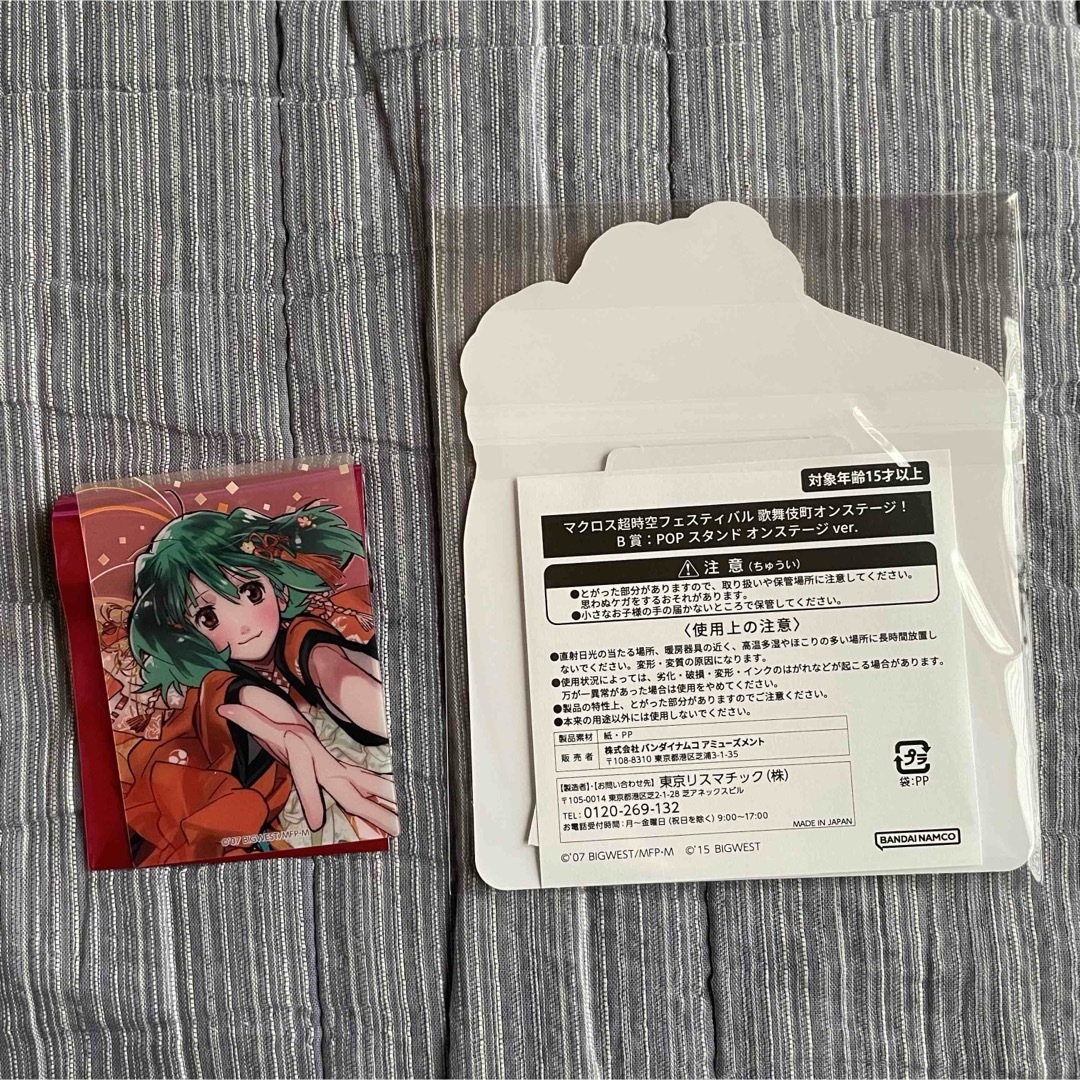 ©'07 BIGWEST/MFP・M
対象年齢15才以上
マクロス超時空フェスティバル 歌舞伎町オンステージ！
B 賞：POP スタンド オンステージ ver.
注 意（ちゅうい）
●とがった部分がありますので、取り扱いや保管場所に注意してください。
思わぬケガをするおそれがあります。
●小さなお子様の手の届かないところで保管してください。
〈使用上の注意〉
●直射日光の当たる場所、暖房器具の近く、高温多湿やほこりの多い場所に長時間放置し
ないでください。変形・変質の原因になります。
●使用状況によっては、劣化・破損・変形・インクのはがれなどが起こる場合があります。
万が一異常があった場合は使用をやめてください。
●製品の特性上、とがった部分がありますのでご注意ください。
●本来の用途以外には使用しないでください。
製品素材 紙・PP
販売者 株式会社 バンダイナムコ アミューズメント
〒108-8310 東京都港区芝浦3-1-35
【製造者】・【お問い合わせ先】東京リスマチック（株）
〒105-0014 東京都港区芝2-1-28 芝アネックスビル
TEL：0120-269-132
お電話受付時間：月〜金曜日（祝日を除く）9:00〜17:00
MADE IN JAPAN
プラ
袋:PP
BANDAI NAMCO
©'07 BIGWEST/MFP・M ©'15 BIGWEST